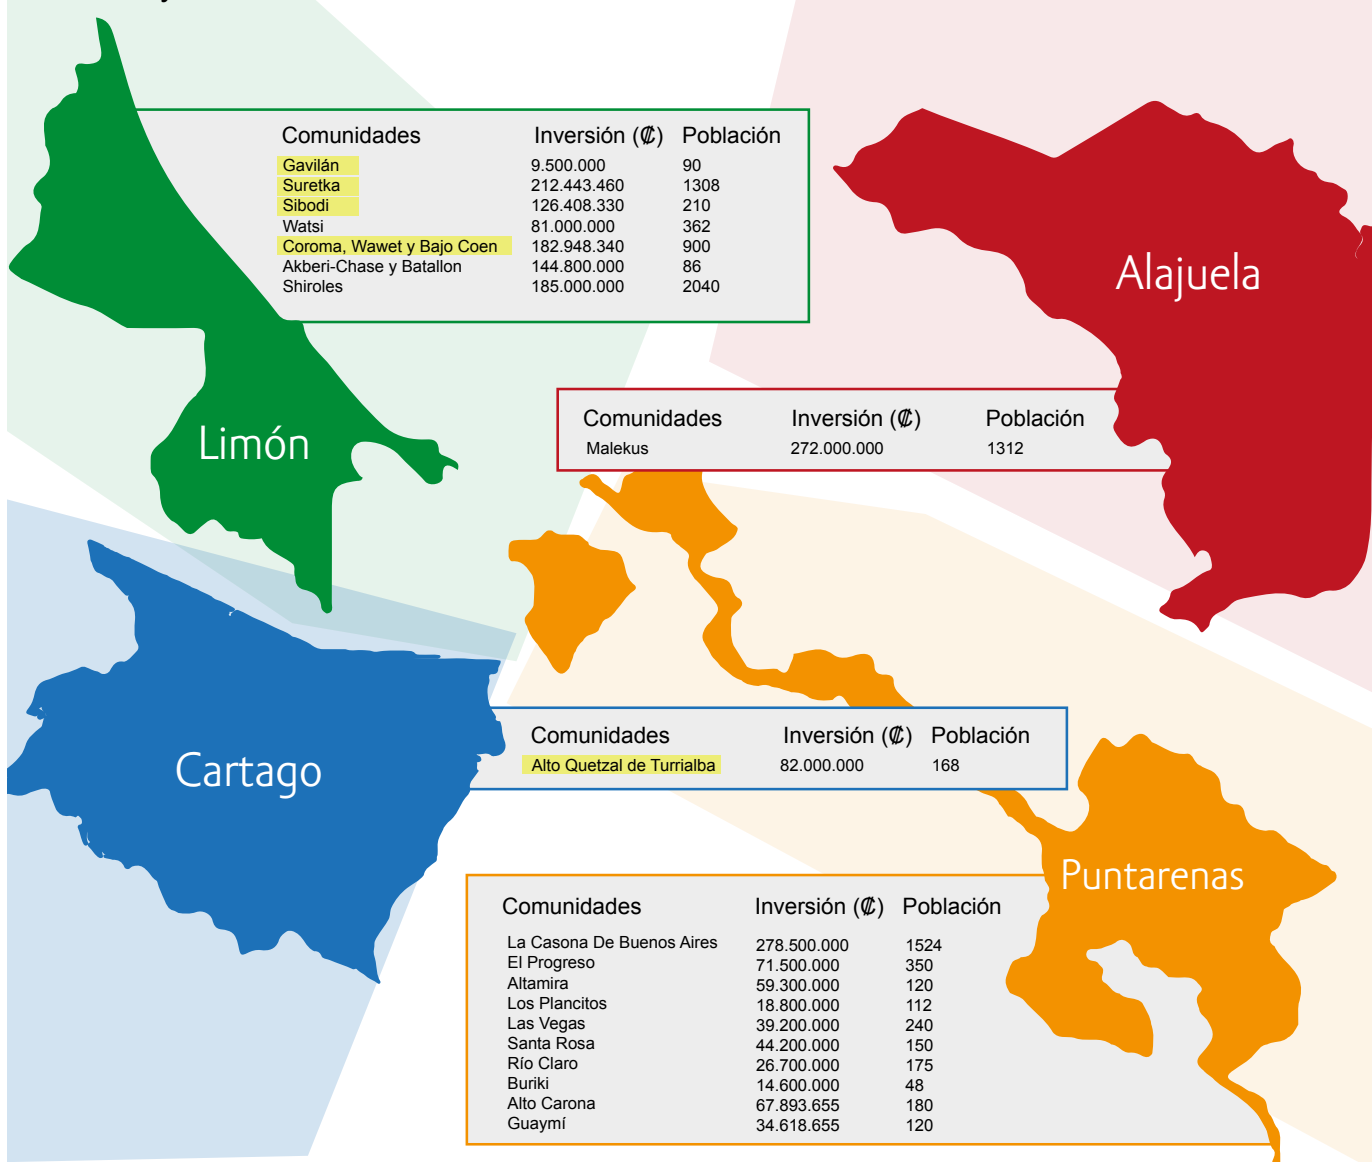 Comunidades Inversión (₡) Población
Gavilán 9.500.000 90
Suretka 212.443.460 1308
Sibodi 126.408.330 210
Watsi 81.000.000 362
Coroma, Wawet y Bajo Coen 182.948.340 900
Akberi-Chase y Batallon 144.800.000 86
Shiroles 185.000.000 2040
Alajuela
Limón
Comunidades Inversión (₡) Población
Malekus 272.000.000 1312
Cartago
Comunidades Inversión (₡) Población
Alto Quetzal de Turrialba 82.000.000 168
Puntarenas
Comunidades Inversión (₡) Población
La Casona De Buenos Aires 278.500.000 1524
El Progreso 71.500.000 350
Altamira 59.300.000 120
Los Plancitos 18.800.000 112
Las Vegas 39.200.000 240
Santa Rosa 44.200.000 150
Río Claro 26.700.000 175
Buriki 14.600.000 48
Alto Carona 67.893.655 180
Guaymí 34.618.655 120